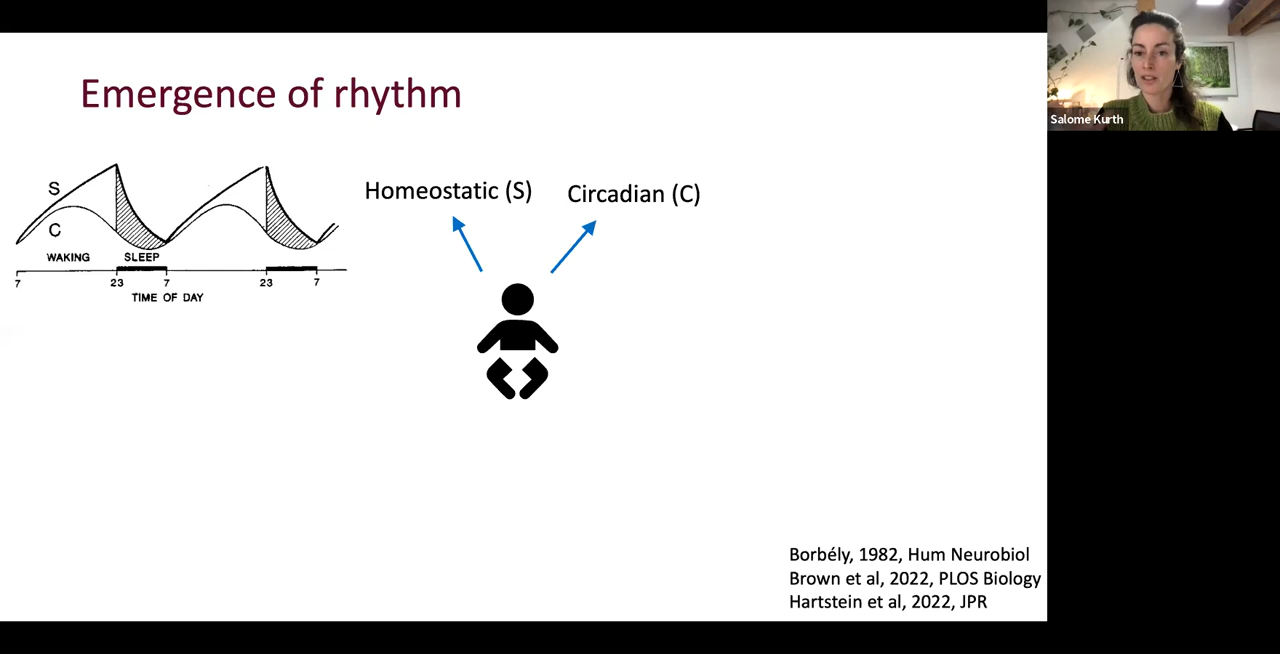 Emergence of rhythm
Salome Kurth
S
C
WAKING
SLEEP
7
23
7
23
7
TIME OF DAY
Homeostatic (S)
Circadian (C)
Borbély, 1982, Hum Neurobiol
Brown et al, 2022, PLOS Biology
Hartstein et al, 2022, JPR